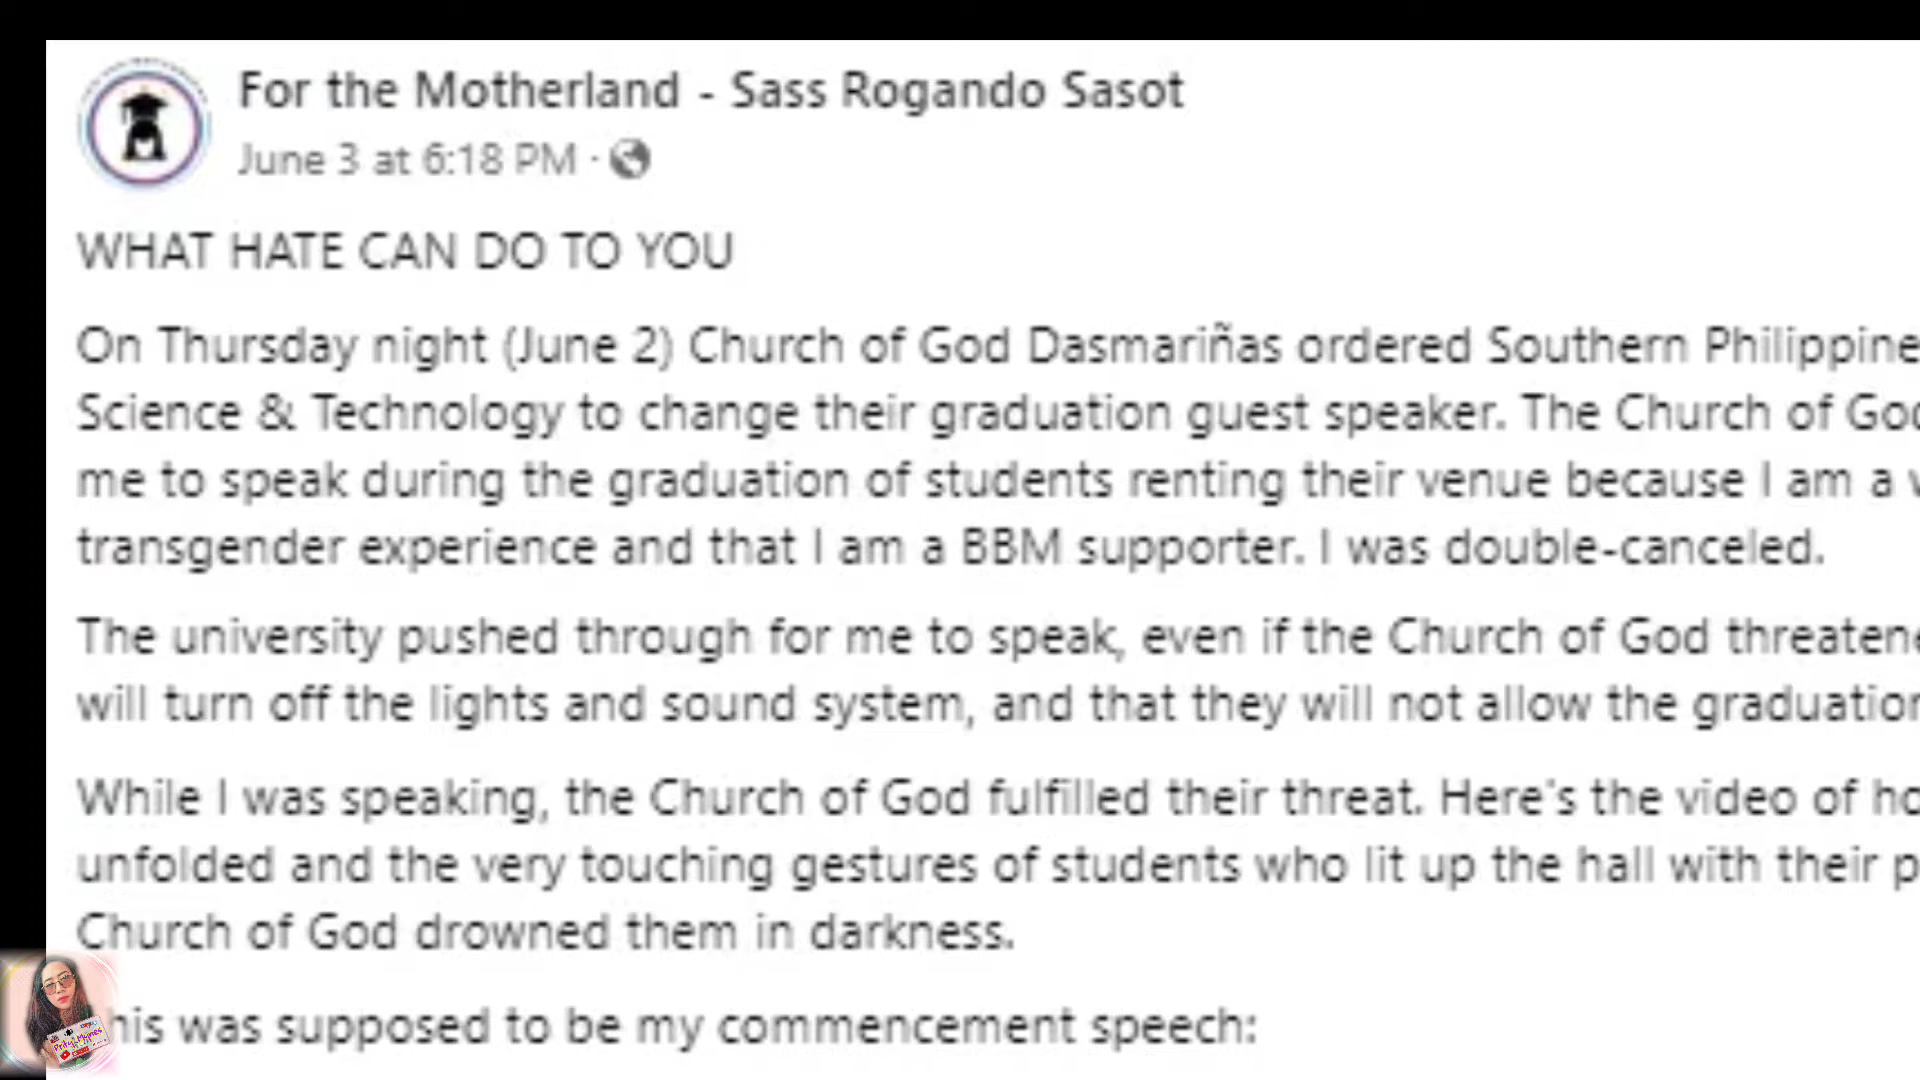 For the Motherland - Sass Rogando Sasot
June 3 at 6:18 PM ·
WHAT HATE CAN DO TO YOU
On Thursday night (June 2) Church of God Dasmariñas ordered Southern Philippine
Science & Technology to change their graduation guest speaker. The Church of God
me to speak during the graduation of students renting their venue because I am a
transgender experience and that I am a BBM supporter. I was double-canceled.
The university pushed through for me to speak, even if the Church of God threatene
will turn off the lights and sound system, and that they will not allow the graduation
While I was speaking, the Church of God fulfilled their threat. Here's the video of ho
unfolded and the very touching gestures of students who lit up the hall with their p
Church of God drowned them in darkness.
his was supposed to be my commencement speech: